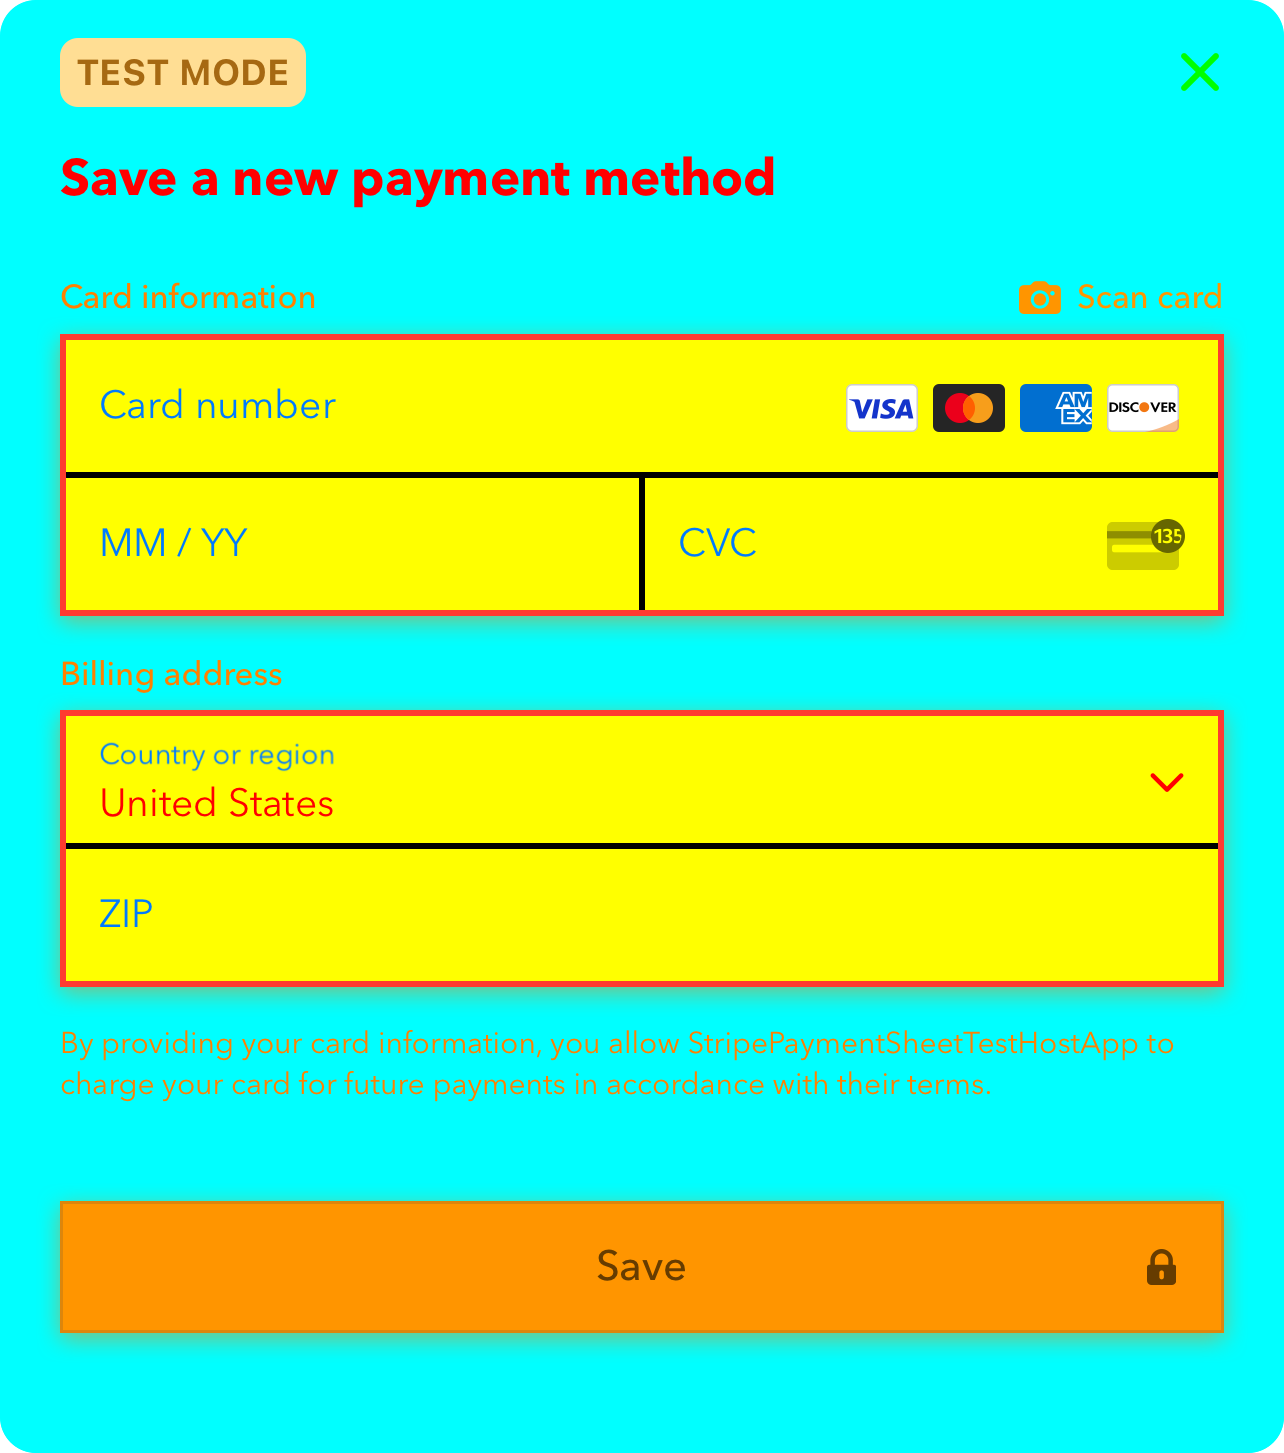 TEST MODE
Save a new payment method
Card information
Scan card
Card number
VISA
AM
EX
DISCOVER
MM / YY
CVC
135
Billing address
Country or region
United States
ZIP
By providing your card information, you allow StripePaymentSheetTestHostApp to
charge your card for future payments in accordance with their terms.
Save